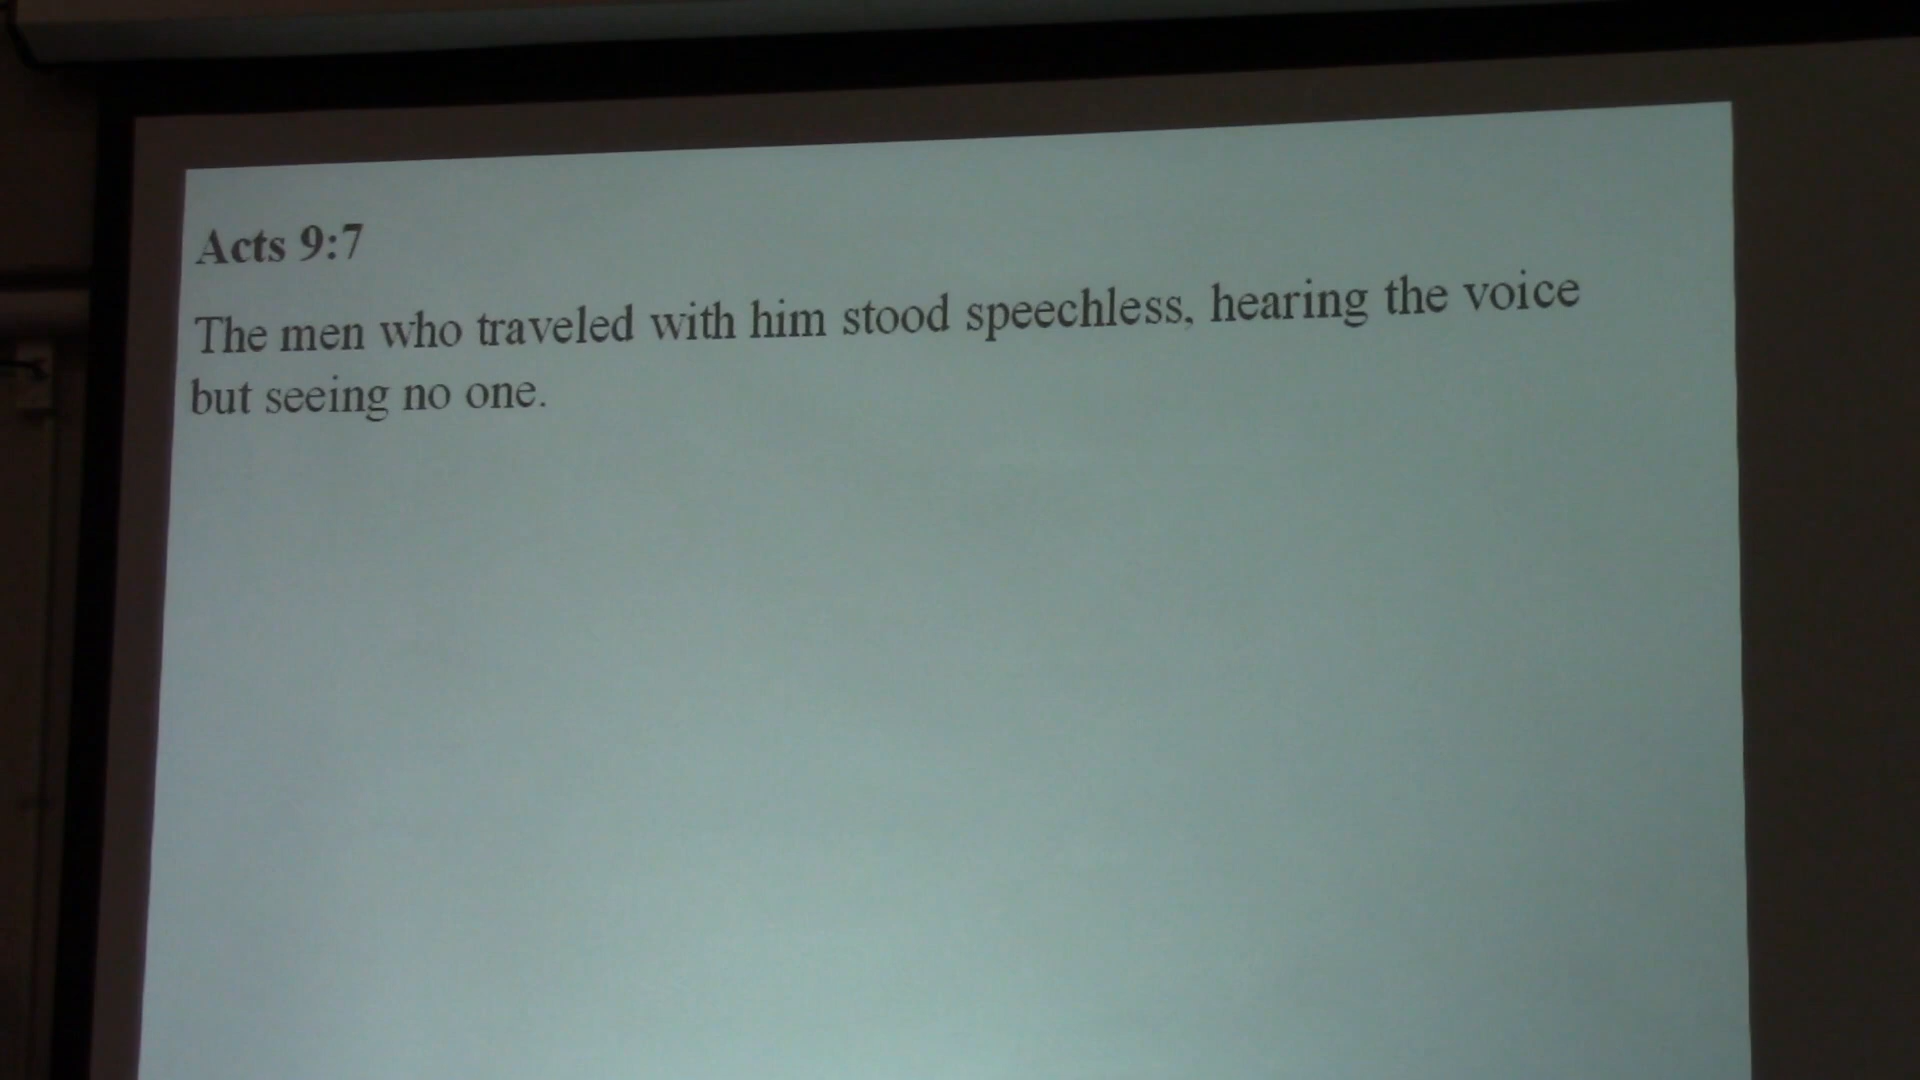 Acts 9:7
The men who traveled with him stood speechless, hearing the voice
but seeing no one.